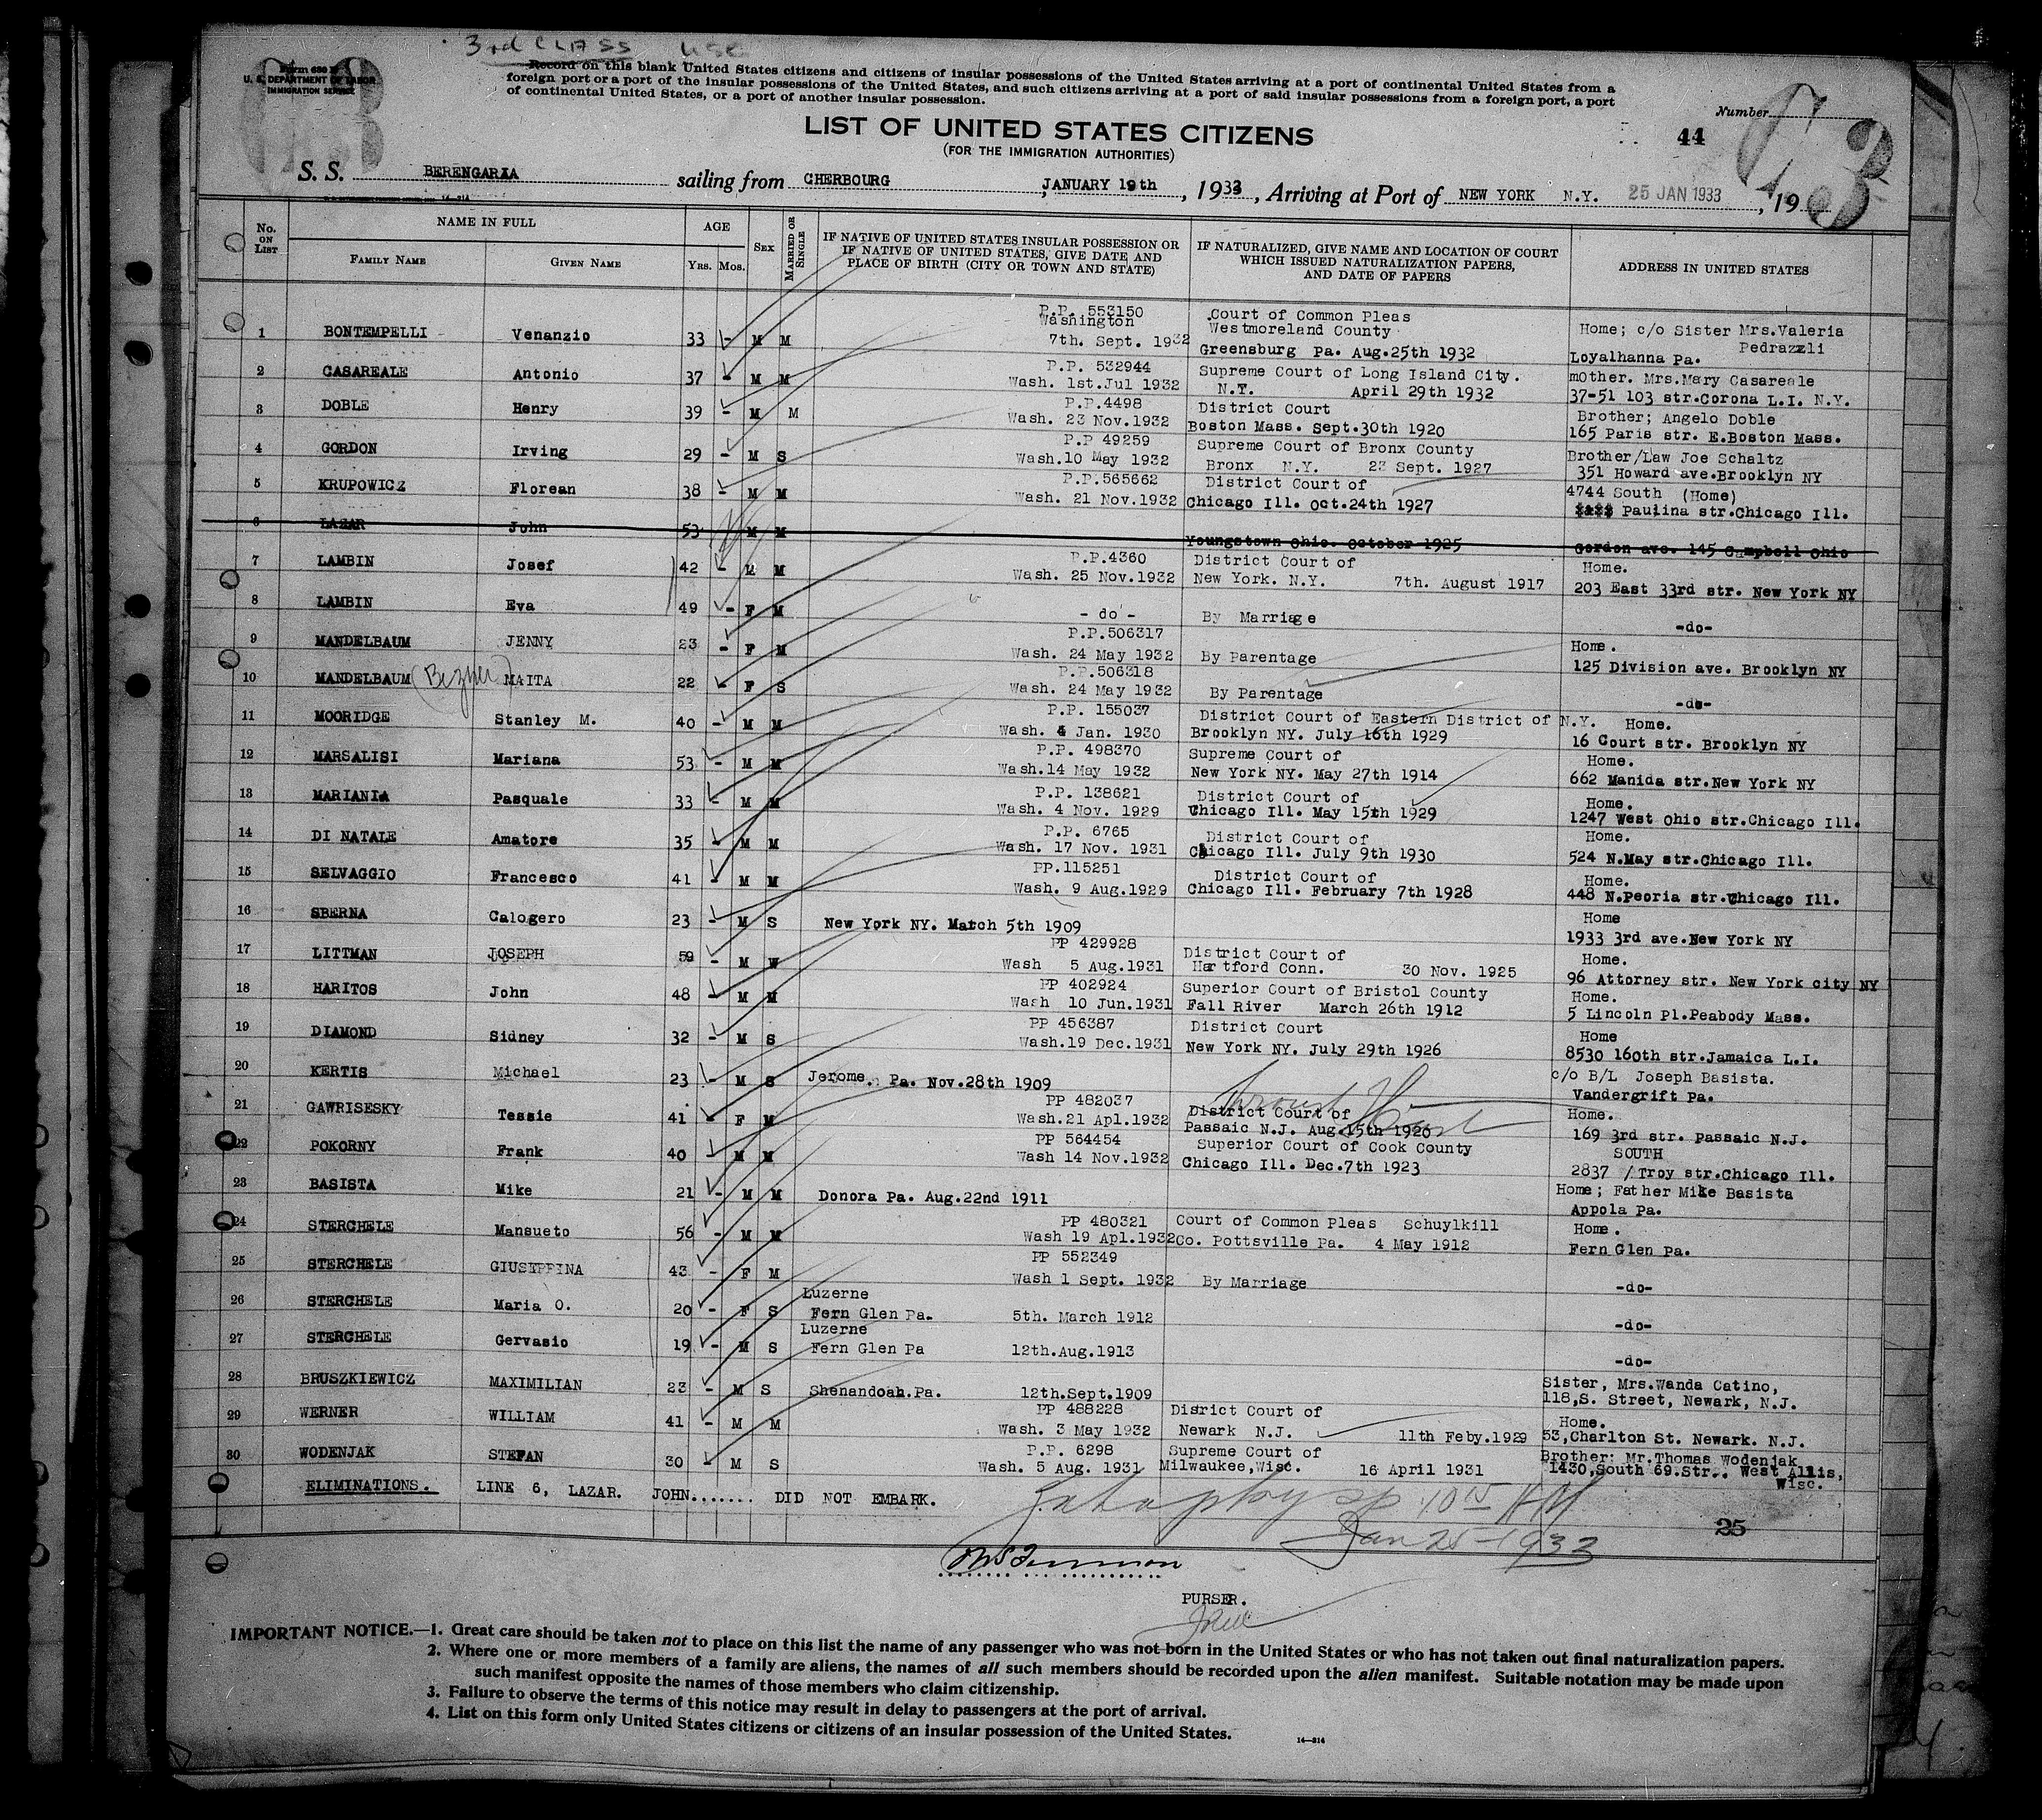 3rd CLASS USC
Form 630 B
U. S. DEPARTMENT OF LABOR
IMMIGRATION SERVICE
63
Record on this blank United States citizens and citizens of insular possessions of the United States arriving at a port of continental United States from a
foreign port or a port of the insular possessions of the United States, and such citizens arriving at a port of said insular possessions from a foreign port, a port
of continental United States, or a port of another insular possession.
Number
44
63
LIST OF UNITED STATES CITIZENS
(FOR THE IMMIGRATION AUTHORITIES)
S. S. BERENGARIA sailing from CHERBOURG, JANUARY 19th, 1933, Arriving at Port of NEW YORK N.Y. 25 JAN 1933, 19
No. ON LIST NAME IN FULL AGE SEX MARRIED OR SINGLE IF NATIVE OF UNITED STATES INSULAR POSSESSION OR IF NATIVE OF UNITED STATES, GIVE DATE AND PLACE OF BIRTH (CITY OR TOWN AND STATE) IF NATURALIZED, GIVE NAME AND LOCATION OF COURT WHICH ISSUED NATURALIZATION PAPERS, AND DATE OF PAPERS ADDRESS IN UNITED STATES
FAMILY NAME GIVEN NAME YRS. MOS.
1 BONTEMPELLI Venanzio 33 - M M P.P. 553150 Washington 7th. Sept. 1932 Court of Common Pleas Westmoreland County Greensburg Pa. Aug.25th 1932 Home; c/o Sister Mrs.Valeria Pedrazzli Loyalhanna Pa.
2 CASAREALE Antonio 37 - M M P.P. 532944 Wash. 1st.Jul 1932 Supreme Court of Long Island City. N.Y. April 29th 1932 mOther. Mrs.Mary Casareale 37-51 103 str.Corona L.I. N.Y.
3 DOBLE Henry 39 - M M P.P.4498 Wash. 23 Nov.1932 District Court Boston Mass. Sept.30th 1920 Brother; Angelo Doble 165 Paris str. E.Boston Mass.
4 GORDON Irving 29 - M S P.P 49259 Wash.10 May 1932 Supreme Court of Bronx County Bronx N.Y. 23 Sept. 1927 Brother/Law Joe Schaltz 351 Howard ave.Brooklyn NY
5 KRUPOWICZ Florean 38 - M M P.P.565662 Wash. 21 Nov.1932 District Court of Chicago Ill. Oct.24th 1927 4744 South (Home) Paulina str.Chicago Ill.
6 LAZAR John 53 M M Youngstown Ohio. October 1925 Gordon ave. 145 Campbell Ohio
7 LAMBIN Josef 42 - M M P.P.4360 Wash. 25 Nov.1932 District Court of New York. N.Y. 7th. August 1917 Home. 203 East 33rd str. New York NY
8 LAMBIN Eva 49 - F M - do - By Marriage -do-
9 MANDELBAUM JENNY 23 - F M P.P.506317 Wash. 24 May 1932 By Parentage Home. 125 Division ave. Brooklyn NY
10 MANDELBAUM MAITA 22 - F S P.P.506318 Wash. 24 May 1932 By Parentage -do-
11 MOORIDGE Stanley M. 40 - M M P.P. 155037 Wash. 4 Jan. 1930 District Court of Eastern District of N.Y. Brooklyn NY. July 16th 1929 Home. 16 Court str. Brooklyn NY
12 MARSALISI Mariana 53 - M M P.P. 498370 Wash.14 May 1932 Supreme Court of New York NY. May 27th 1914 Home. 662 Manida str.New York NY
13 MARIANIA Pasquale 33 - M M P.P. 138621 Wash. 4 Nov. 1929 District Court of Chicago Ill. May 15th 1929 Home. 1247 West Ohio str.Chicago Ill.
14 DI NATALE Amatore 35 - M M P.P. 6765 Wash. 17 Nov. 1931 District Court of Chicago Ill. July 9th 1930 Home. 524 N.May str.Chicago Ill.
15 SELVAGGIO Francesco 41 - M M PP.115251 Wash. 9 Aug.1929 District Court of Chicago Ill. February 7th 1928 Home. 448 N.Peoria str.Chicago Ill.
16 SBERNA Calogero 23 - M S New York NY. March 5th 1909 Home 1933 3rd ave.New York NY
17 LITTMAN JOSEPH 59 - M W PP 429928 Wash 5 Aug.1931 District Court of Hartford Conn. 30 Nov. 1925 Home. 96 Attorney str. New York city NY
18 HARITOS John 48 - M M PP 402924 Wash 10 Jun.1931 Superior Court of Bristol County Fall River March 26th 1912 Home. 5 Lincoln Pl.Peabody Mass.
19 DIAMOND Sidney 32 - M S PP 456387 Wash.19 Dec.1931 District Court New York NY. July 29th 1926 Home 8530 160th str.Jamaica L.I.
20 KERTIS Michael 23 - M S Jerome. Pa. Nov.28th 1909 c/o B/L Joseph Basista. Vandergrift Pa.
21 GAWRISESKY Tessie 41 - F M PP 482037 Wash.21 Apl.1932 District Court of Passaic N.J. Aug.15th 1926 Home. 169 3rd str. Passaic N.J.
22 POKORNY Frank 40 - M M PP 564454 Wash 14 Nov.1932 Superior Court of Cook County Chicago Ill. Dec.7th 1923 SOUTH 2837 /Troy str.Chicago Ill.
23 BASISTA Mike 21 - M M Donora Pa. Aug.22nd 1911 Home; Father Mike Basista Appola Pa.
24 STERCHELE Mansueto 56 - M M PP 480321 Wash 19 Apl.1932 Court of Common Pleas Schuylkill Co. Pottsville Pa. 4 May 1912 Home. Fern Glen Pa.
25 STERCHELE GIUSEPPINA 43 - F M PP 552349 Wash 1 Sept. 1932 By Marriage -do-
26 STERCHELE Maria O. 20 - F S Luzerne Fern Glen Pa. 5th. March 1912 -do-
27 STERCHELE Gervasio 19 - M S Luzerne Fern Glen Pa 12th.Aug.1913 -do-
28 BRUSZKIEWICZ MAXIMILIAN 23 - M S Shenandoah.Pa. 12th.Sept.1909 Sister, Mrs.Wanda Catino, 118,S. Street, Newark, N.J.
29 WERNER WILLIAM 41 - M M PP 488228 Wash. 3 May 1932 District Court of Newark N.J. 11th Feby.1929 Home. 53,Charlton St. Newark. N.J.
30 WODENJAK STEFAN 30 - M S P.P. 6298 Wash. 5 Aug. 1931 Supreme Court of Milwaukee,Wisc. 16 April 1931 Brother: Mr.Thomas Wodenjak 1430,South 69.Str.. West Allis, Wisc.
ELIMINATIONS. LINE 6, LAZAR. JOHN....... DID NOT EMBARK.
Jan 25-1933
25
PURSER.
IMPORTANT NOTICE.—1. Great care should be taken not to place on this list the name of any passenger who was not born in the United States or who has not taken out final naturalization papers.
2. Where one or more members of a family are aliens, the names of all such members should be recorded upon the alien manifest. Suitable notation may be made upon
such manifest opposite the names of those members who claim citizenship.
3. Failure to observe the terms of this notice may result in delay to passengers at the port of arrival.
4. List on this form only United States citizens or citizens of an insular possession of the United States.
14—314